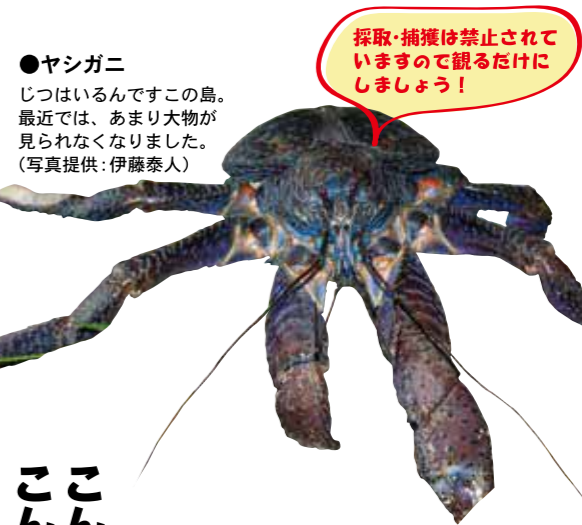 ●ヤシガニ
じつはいるんですこの島。
最近では、あまり大物が
見られなくなりました。
(写真提供:伊藤泰人)
採取・捕獲は禁止されて
いますので観るだけに
しましょう！
こ
こ